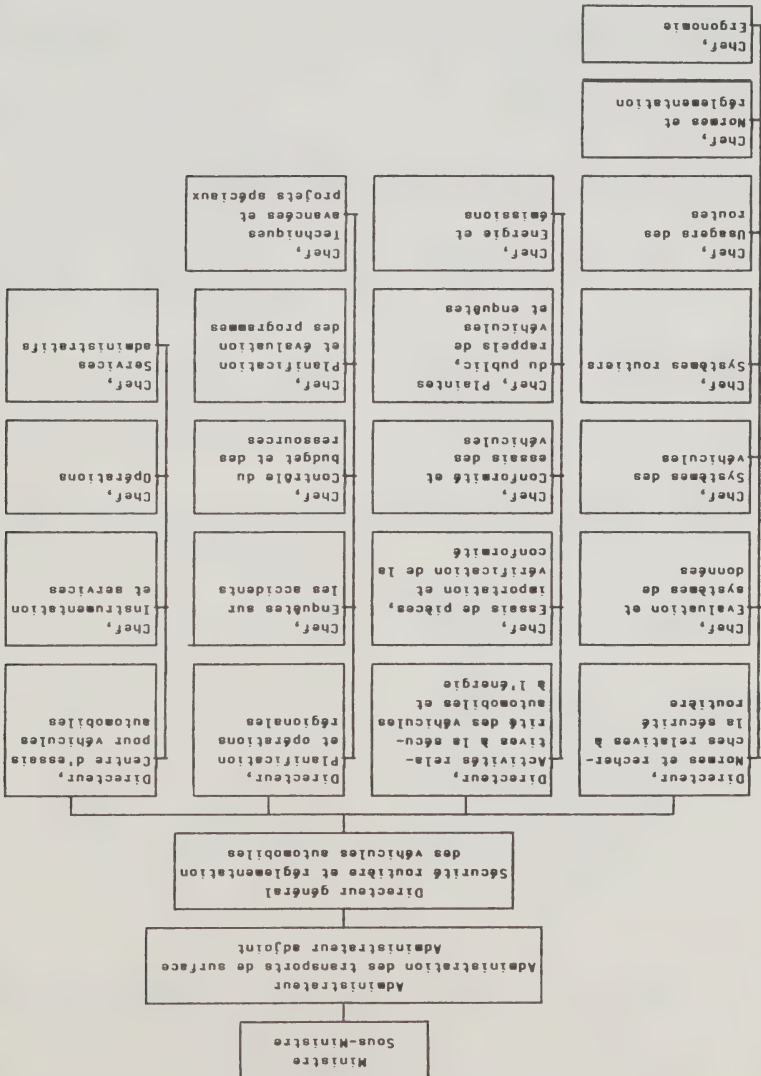 Ministre
Sous-Ministre
Administrateur
Administration des transports de surface
Administrateur adjoint
Directeur général
Sécurité routière et réglementation
des véhicules automobiles
Directeur,
Normes et recher-
ches relatives à
la sécurité
routière
Chef,
Evaluation et
systèmes de
données
Chef,
Systèmes des
véhicules
Chef,
Systèmes routiers
Chef,
Usagers des
routes
Chef,
Normes et
réglementation
Chef,
Ergonomie
Directeur,
Activités rela-
tives à la sécu-
rité des véhicules
automobiles et
à l'énergie
Chef,
Essais de pièces,
importation et
vérification de la
conformité
Chef,
Conformité et
essais des
véhicules
Chef, Plaintes
du public,
rappels de
véhicules
et enquêtes
Chef,
Energie et
émissions
Directeur,
Planification
et opérations
régionales
Chef,
Enquêtes sur
les accidents
Chef,
Contrôle du
budget et des
ressources
Chef,
Planification
et évaluation
des programmes
Chef,
Techniques
avancées et
projets spéciaux
Directeur,
Centre d'essais
pour véhicules
automobiles
Chef,
Instrumentation
et services
Chef,
Opérations
Chef,
Services
administratifs